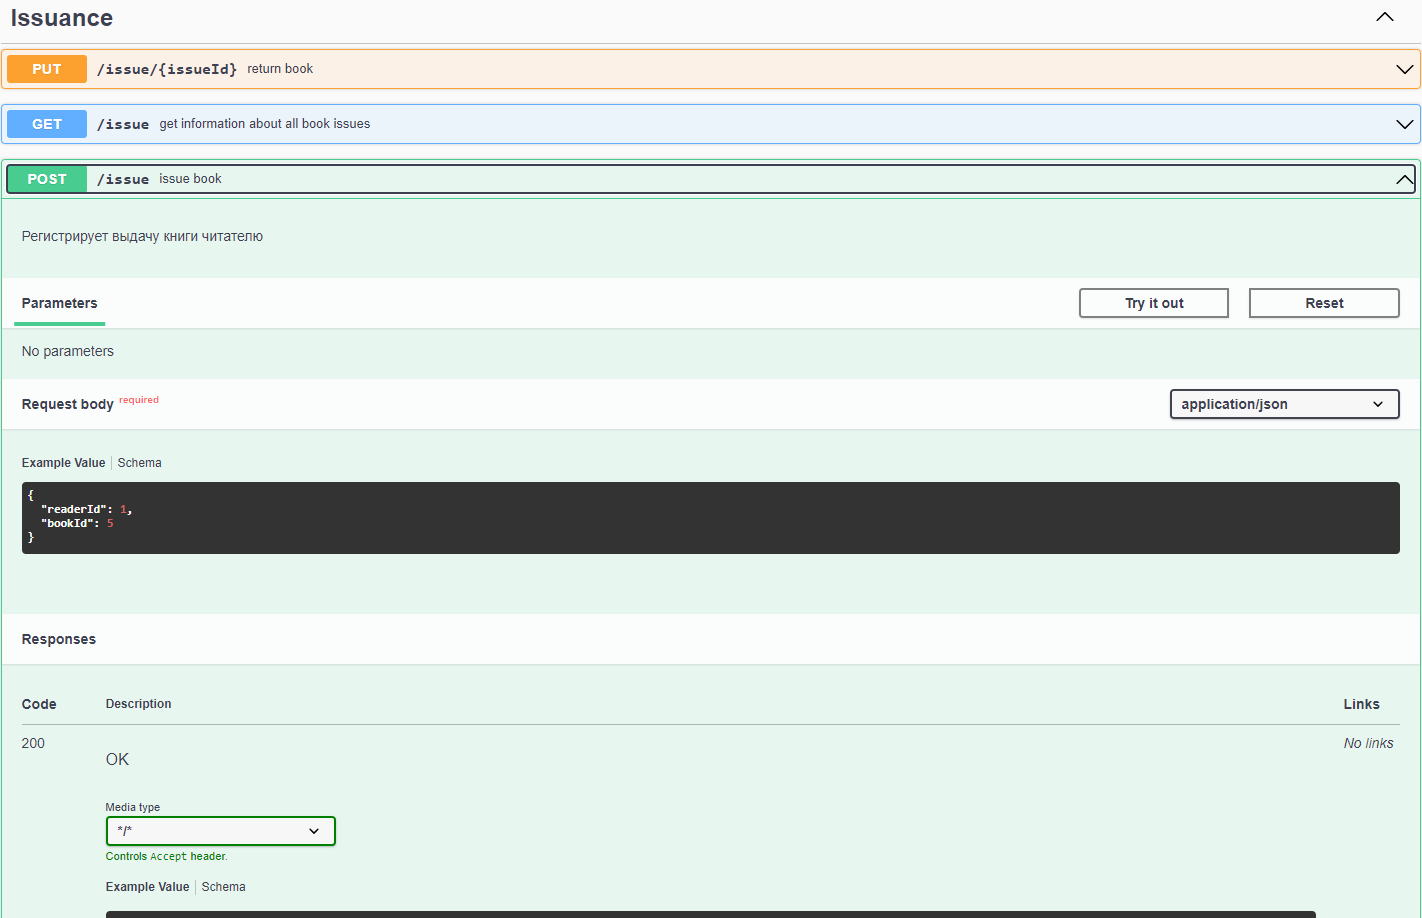 Issuance
PUT /issue/{issueId} return book
GET /issue get information about all book issues
POST /issue issue book
Регистрирует выдачу книги читателю
Parameters Try it out Reset
No parameters
Request body required application/json
Example Value Schema
{
"readerId": 1,
"bookId": 5
}
Responses
Code Description Links
200 No links
OK
Media type
*/*
Controls Accept header.
Example Value Schema